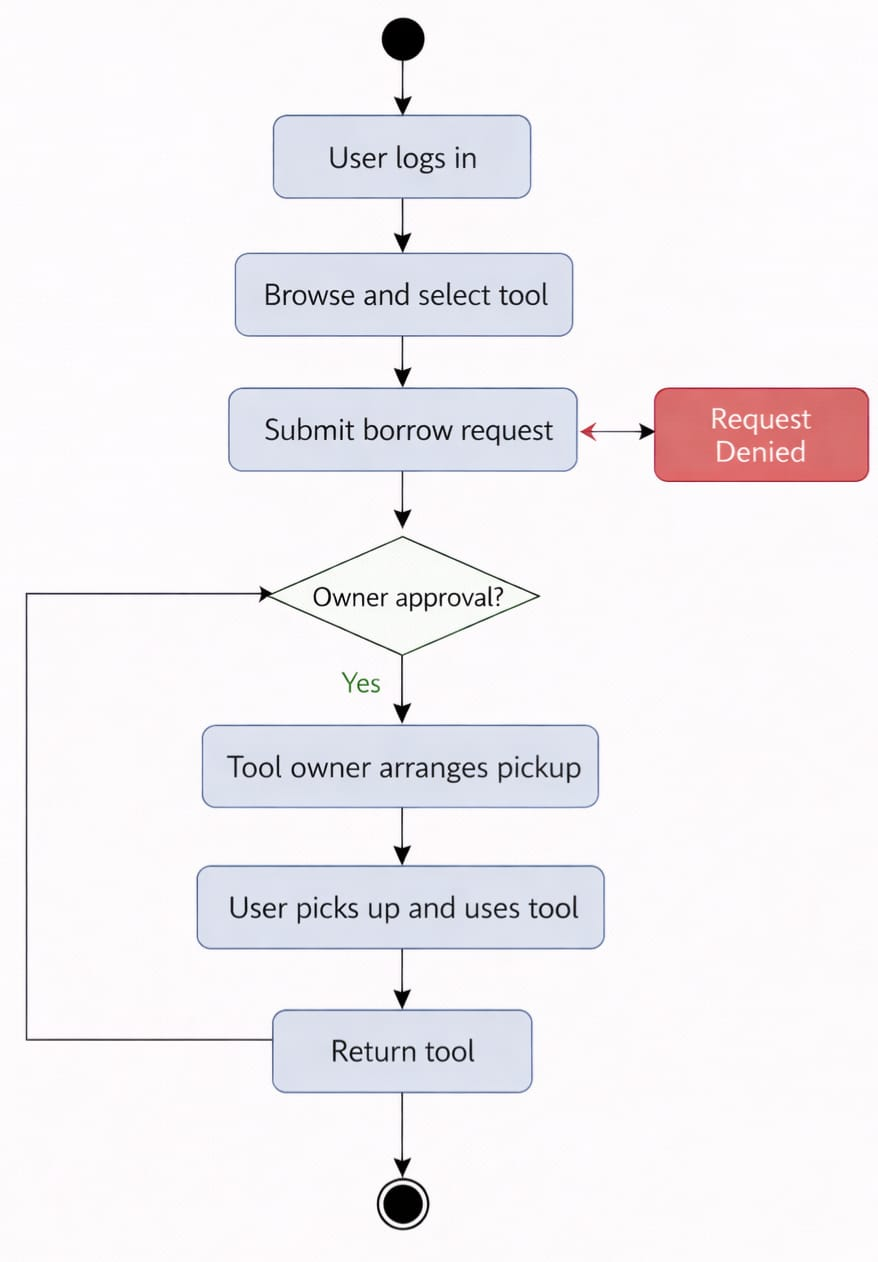 User logs in
Browse and select tool
Submit borrow request
Request
Denied
Owner approval?
Yes
Tool owner arranges pickup
User picks up and uses tool
Return tool